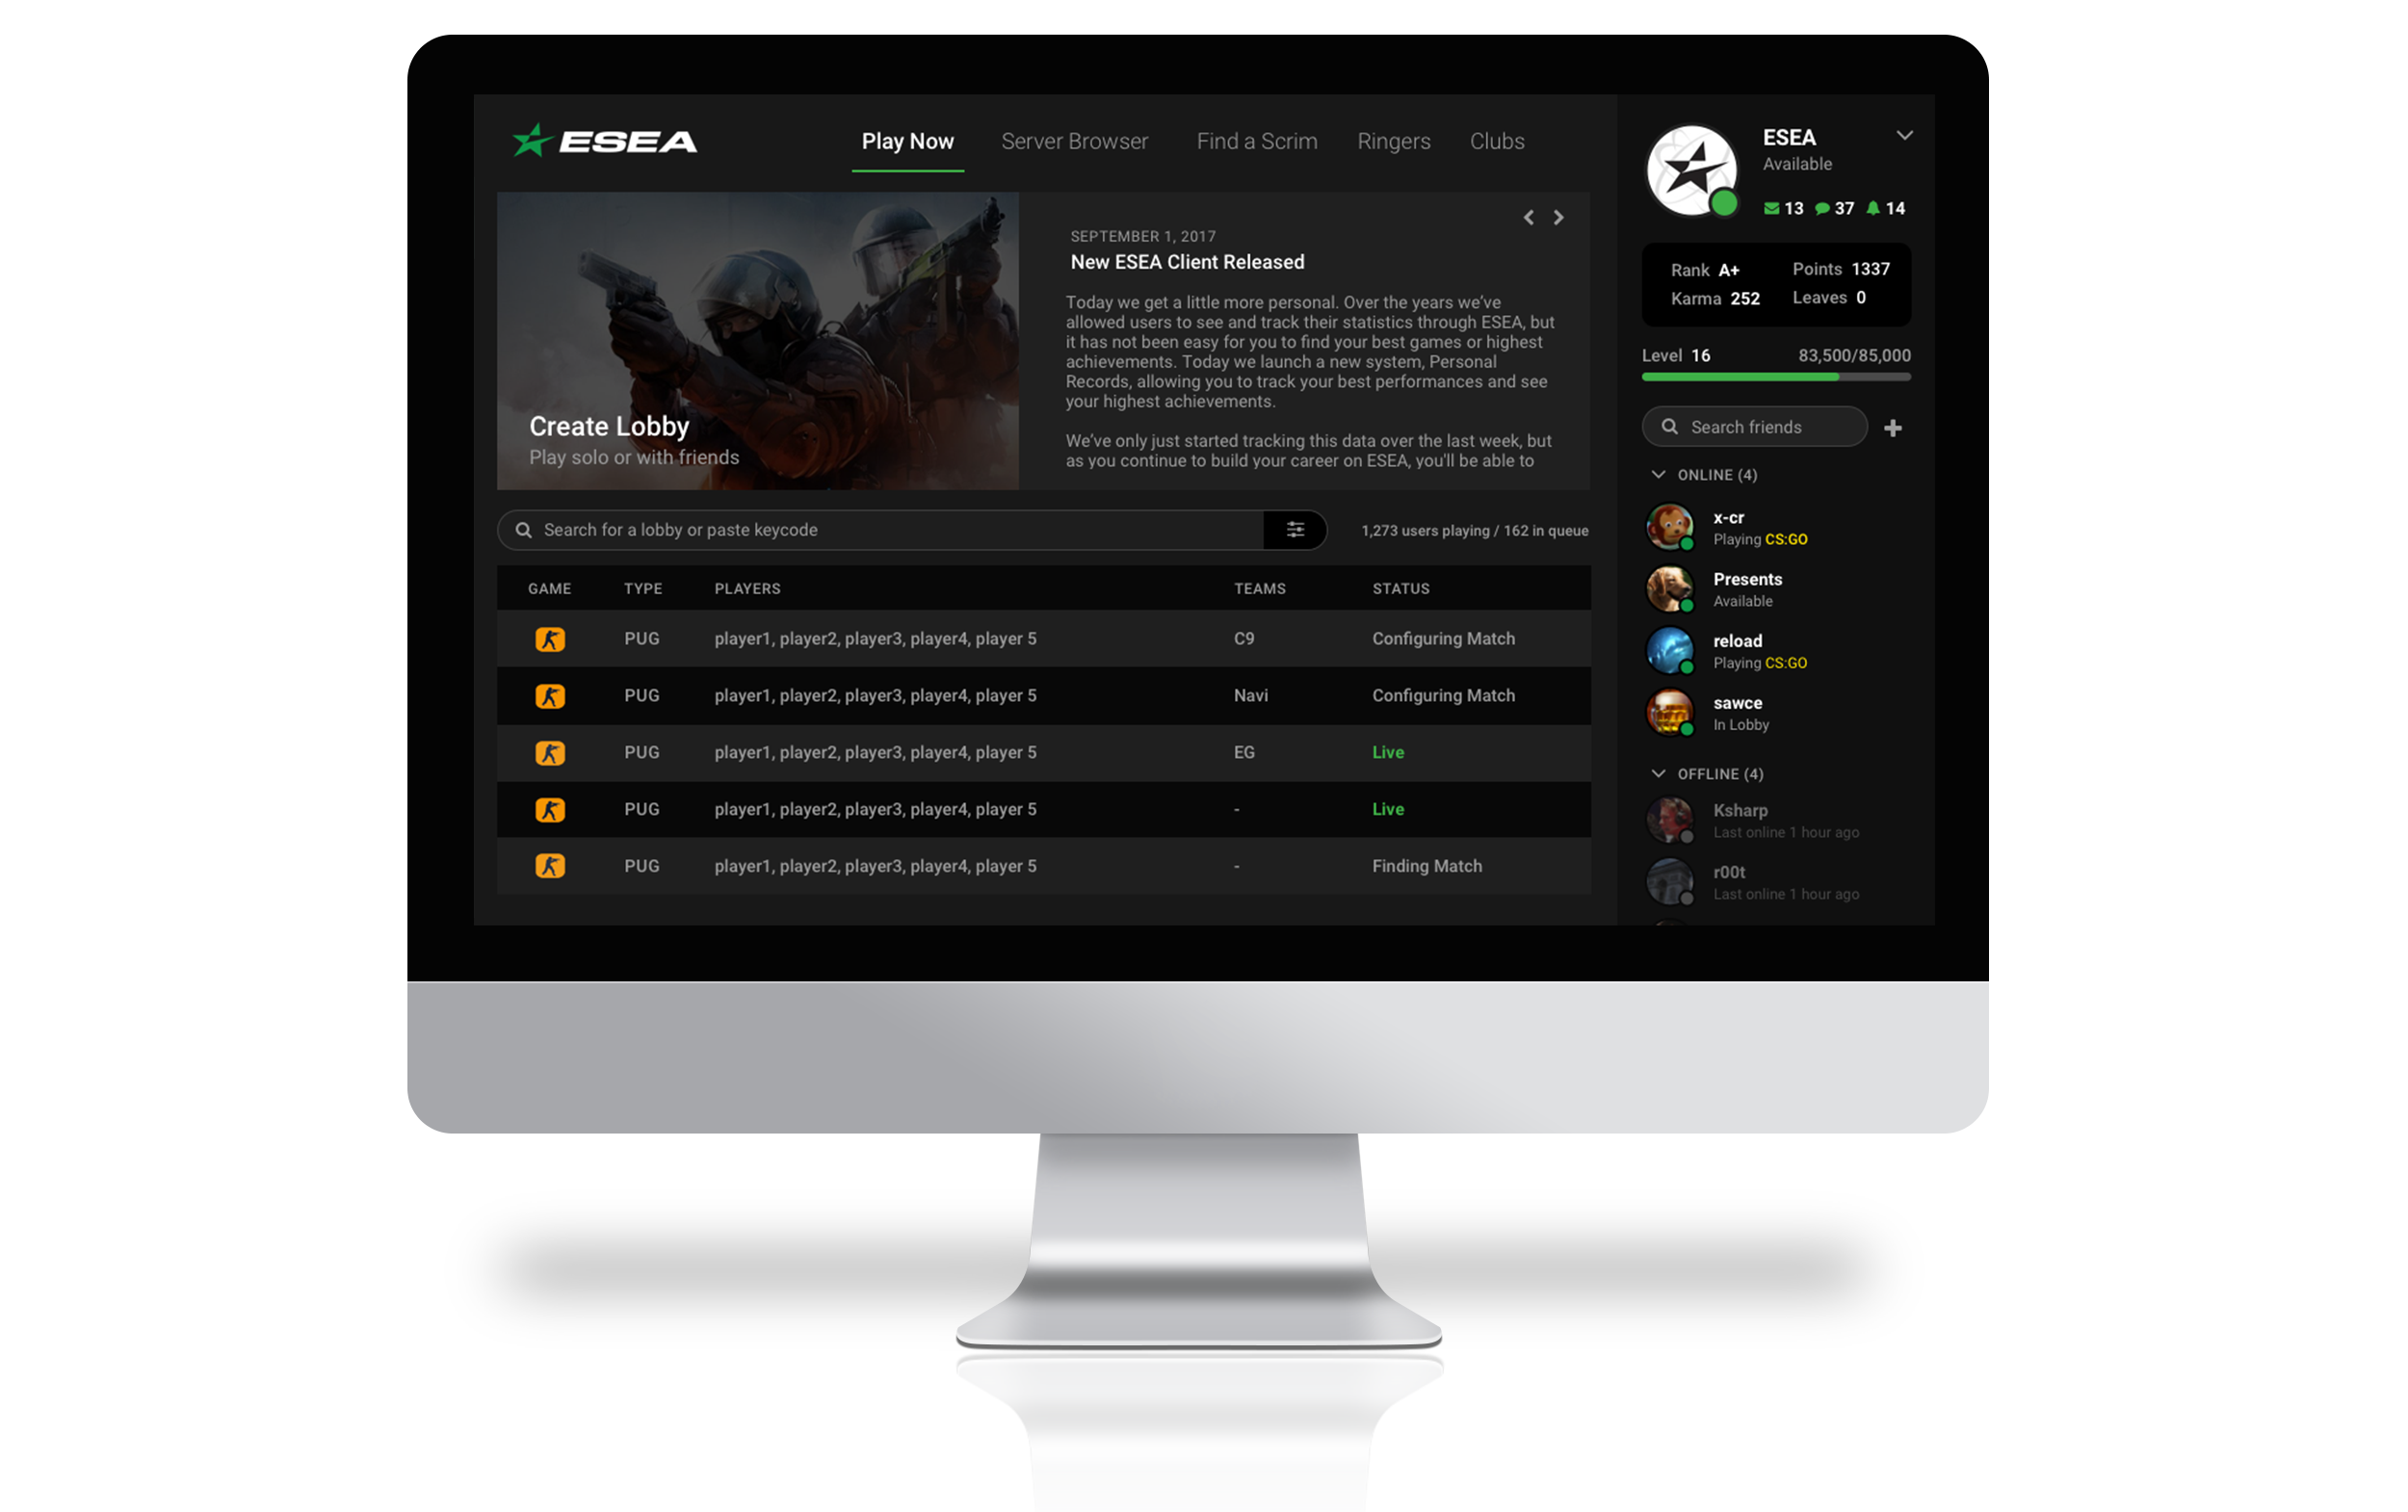 ESEA
Play Now
Server Browser
Find a Scrim
Ringers
Clubs
Create Lobby
Play solo or with friends
SEPTEMBER 1, 2017
New ESEA Client Released
Today we get a little more personal. Over the years we’ve
allowed users to see and track their statistics through ESEA, but
it has not been easy for you to find your best games or highest
achievements. Today we launch a new system, Personal
Records, allowing you to track your best performances and see
your highest achievements.
We’ve only just started tracking this data over the last week, but
as you continue to build your career on ESEA, you'll be able to
Search for a lobby or paste keycode
1,273 users playing / 162 in queue
GAME TYPE PLAYERS TEAMS STATUS
PUG player1, player2, player3, player4, player 5 C9 Configuring Match
PUG player1, player2, player3, player4, player 5 Navi Configuring Match
PUG player1, player2, player3, player4, player 5 EG Live
PUG player1, player2, player3, player4, player 5 - Live
PUG player1, player2, player3, player4, player 5 - Finding Match
ESEA
Available
13 37 14
Rank A+ Points 1337
Karma 252 Leaves 0
Level 16 83,500/85,000
Search friends
ONLINE (4)
x-cr
Playing CS:GO
Presents
Available
reload
Playing CS:GO
sawce
In Lobby
OFFLINE (4)
Ksharp
Last online 1 hour ago
r00t
Last online 1 hour ago